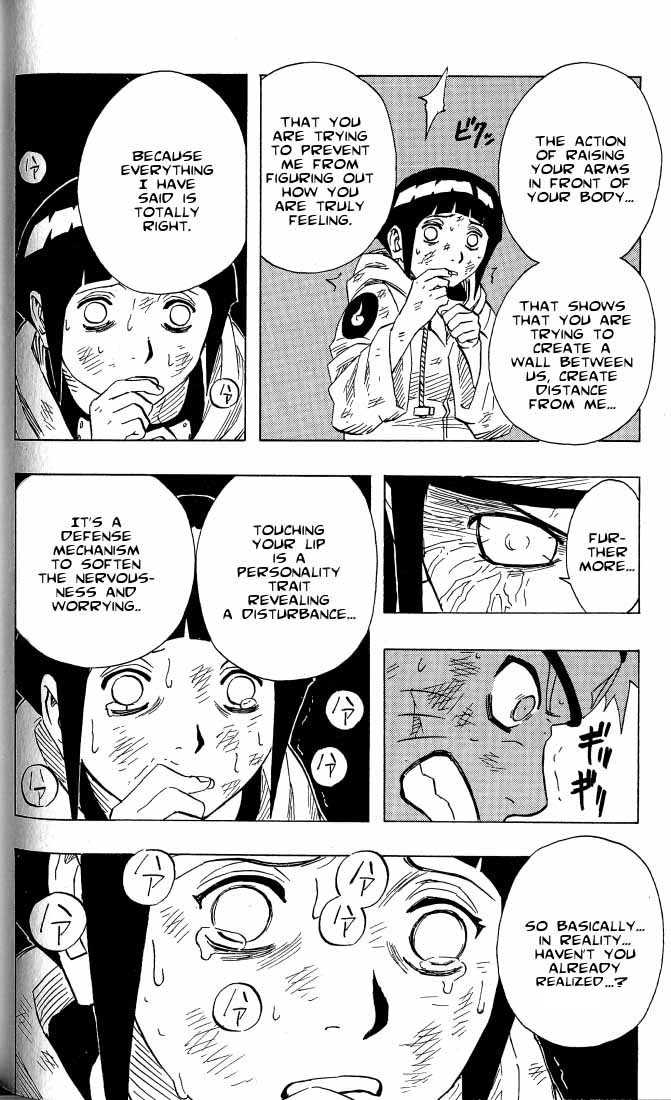 THE ACTION
OF RAISING
YOUR ARMS
IN FRONT OF
YOUR BODY...
THAT SHOWS
THAT YOU ARE
TRYING TO
CREATE A
WALL BETWEEN
US, CREATE
DISTANCE
FROM ME...
ビクッ
THAT YOU
ARE TRYING
TO PREVENT
ME FROM
FIGURING OUT
HOW YOU
ARE TRULY
FEELING.
BECAUSE
EVERYTHING
I HAVE
SAID IS
TOTALLY
RIGHT.
ハァ
ハァ
FUR-
THER
MORE...
ギリ
ギリ
TOUCHING
YOUR LIP
IS A
PERSONALITY
TRAIT
REVEALING
A DISTURBANCE...
IT'S A
DEFENSE
MECHANISM
TO SOFTEN
THE NERVOUS-
NESS AND
WORRYING..
ハァ
ハァ
ハァ
SO BASICALLY...
IN REALITY...
HAVEN'T YOU
ALREADY
REALIZED...?
ハァ
ハァ
ハァ
ハァ
ハァ